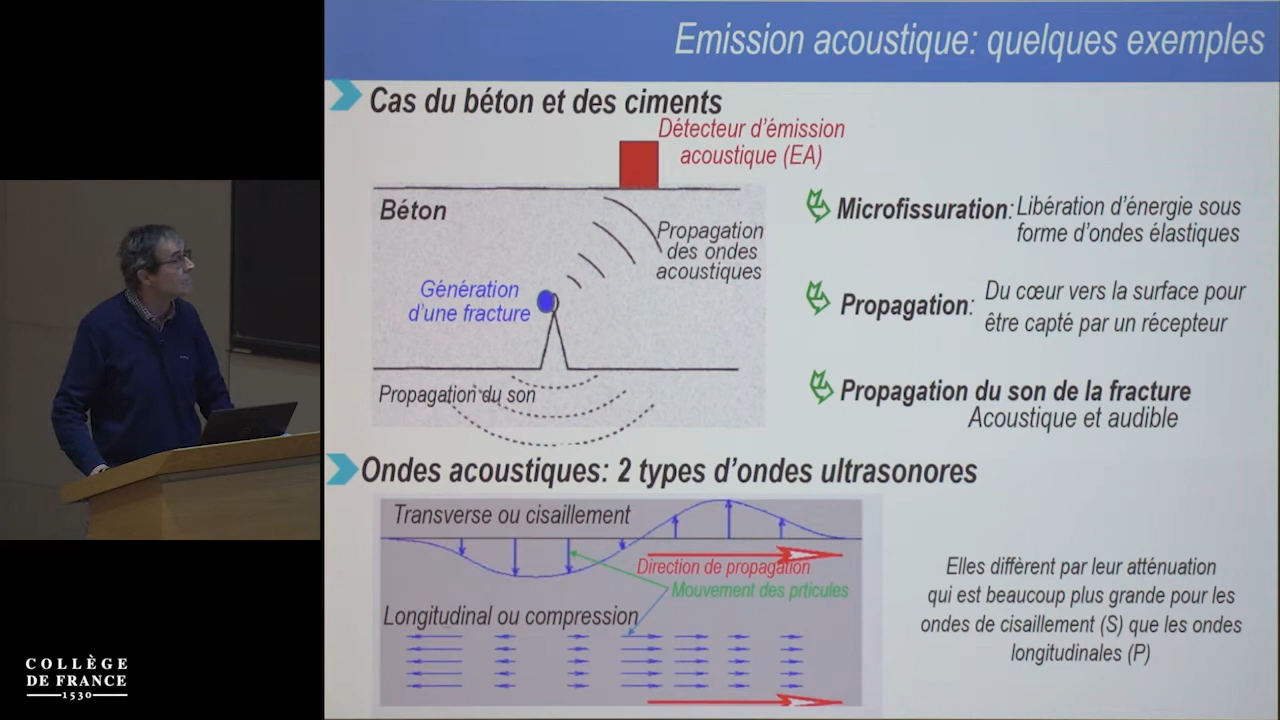 Emission acoustique: quelques exemples
Cas du béton et des ciments
Détecteur d'émission
acoustique (EA)
Béton
Propagation
des ondes
acoustiques
Génération
d'une fracture
Propagation du son
Microfissuration: Libération d'énergie sous
forme d'ondes élastiques
Propagation: Du cœur vers la surface pour
être capté par un récepteur
Propagation du son de la fracture
Acoustique et audible
Ondes acoustiques: 2 types d'ondes ultrasonores
Transverse ou cisaillement
Direction de propagation
Mouvement des prticules
Longitudinal ou compression
Elles diffèrent par leur atténuation
qui est beaucoup plus grande pour les
ondes de cisaillement (S) que les ondes
longitudinales (P)
COLLÈGE
DE FRANCE
1530